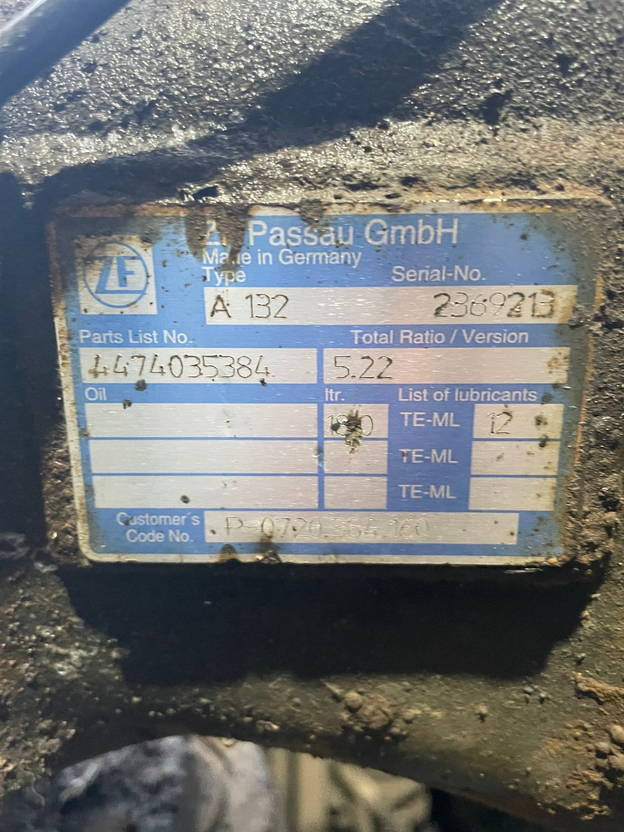 ZF
Passau GmbH
Made in Germany
Type Serial-No.
A 132 2369213
Parts List No. Total Ratio / Version
4474035384 5.22
Oil ltr. List of lubricants
TE-ML 12
TE-ML
TE-ML
Customer's
Code No.